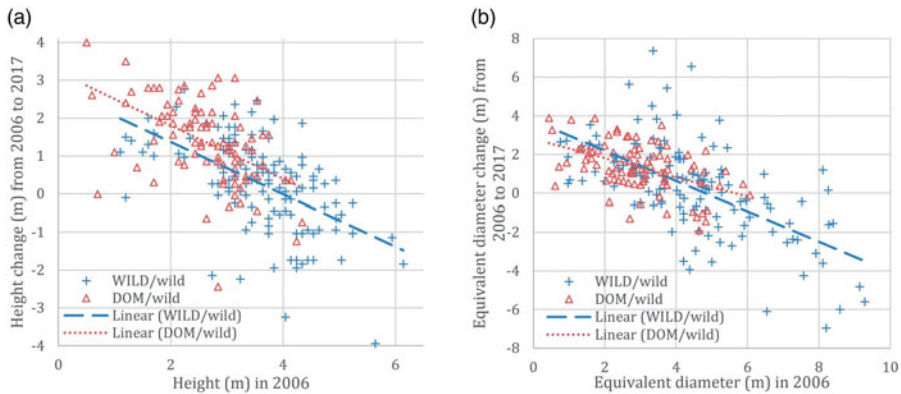 (a)
Height change (m) from 2006 to 2017
4
3
2
1
0
-1
-2
-3
-4
WILD/wild
DOM/wild
Linear (WILD/wild)
Linear (DOM/wild)
0
2
4
6
Height (m) in 2006
(b)
Equivalent diameter change (m) from
2006 to 2017
8
6
4
2
0
-2
-4
-6
-8
WILD/wild
DOM/wild
Linear (WILD/wild)
Linear (DOM/wild)
0
2
4
6
8
10
Equivalent diameter (m) in 2006